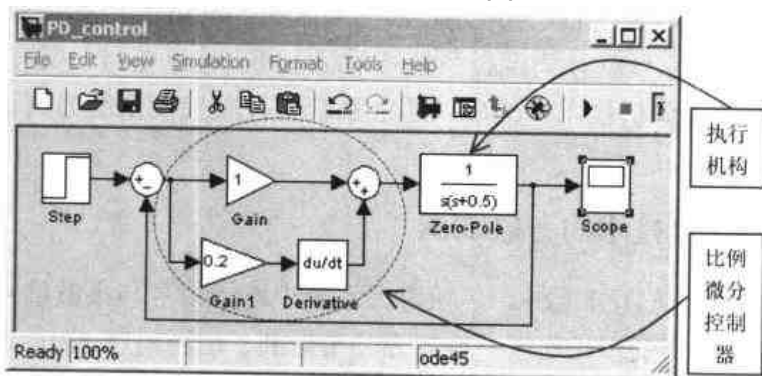 PD_control
File Edit View Simulation Format Tools Help
执行
机构
Step
1
Gain
1
s(s+0.5)
Zero-Pole
Scope
0.2
Gain1
du/dt
Derivative
比例
微分
控制
器
Ready 100%
ode45